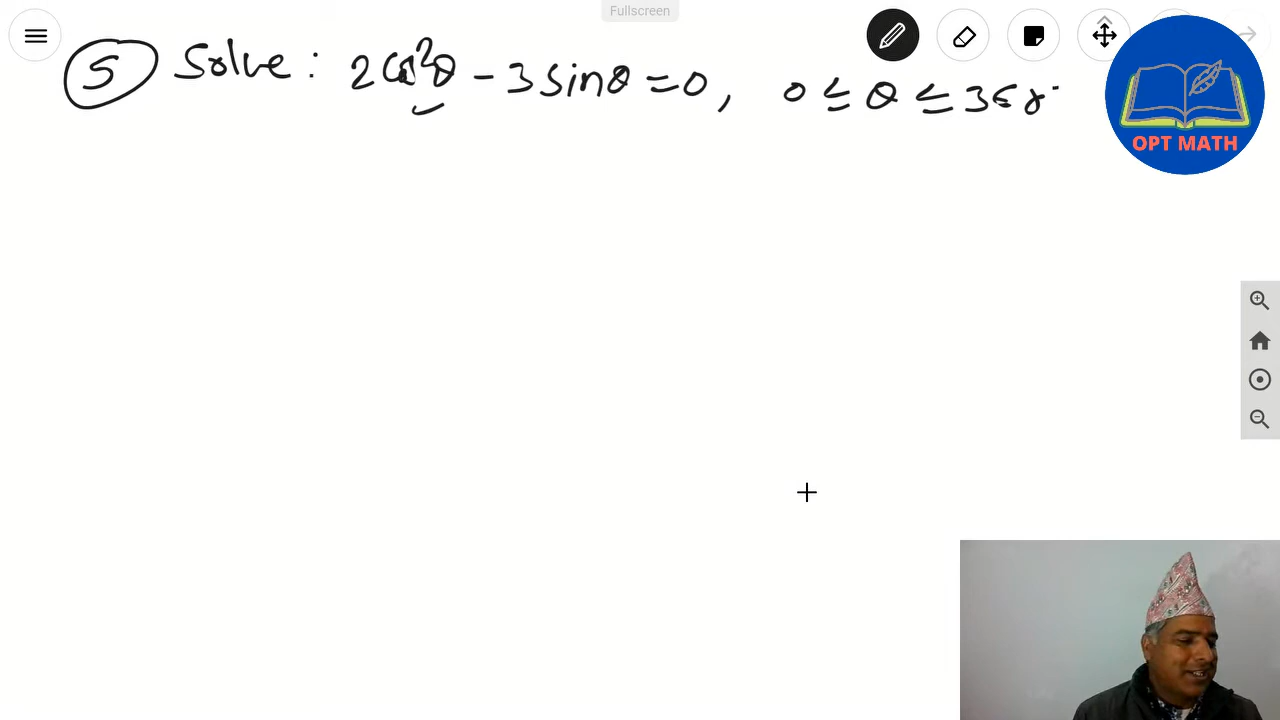 Fullscreen
⑤ Solve : 2cos²θ - 3sinθ = 0, 0 ≤ θ ≤ 360°
OPT MATH